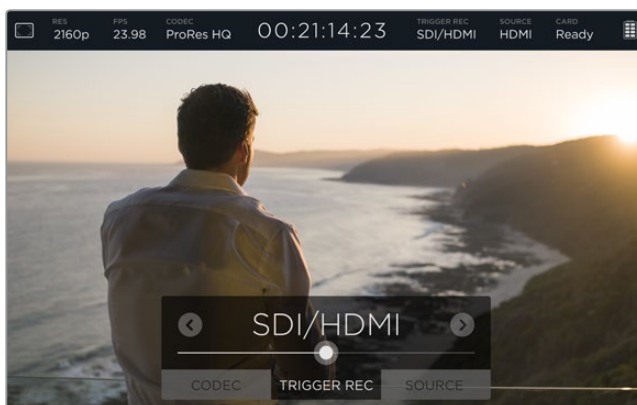 RES FPS CODEC TRIGGER REC SOURCE CARD
2160p 23.98 ProRes HQ 00:21:14:23 SDI/HDMI HDMI Ready
SDI/HDMI
CODEC TRIGGER REC SOURCE